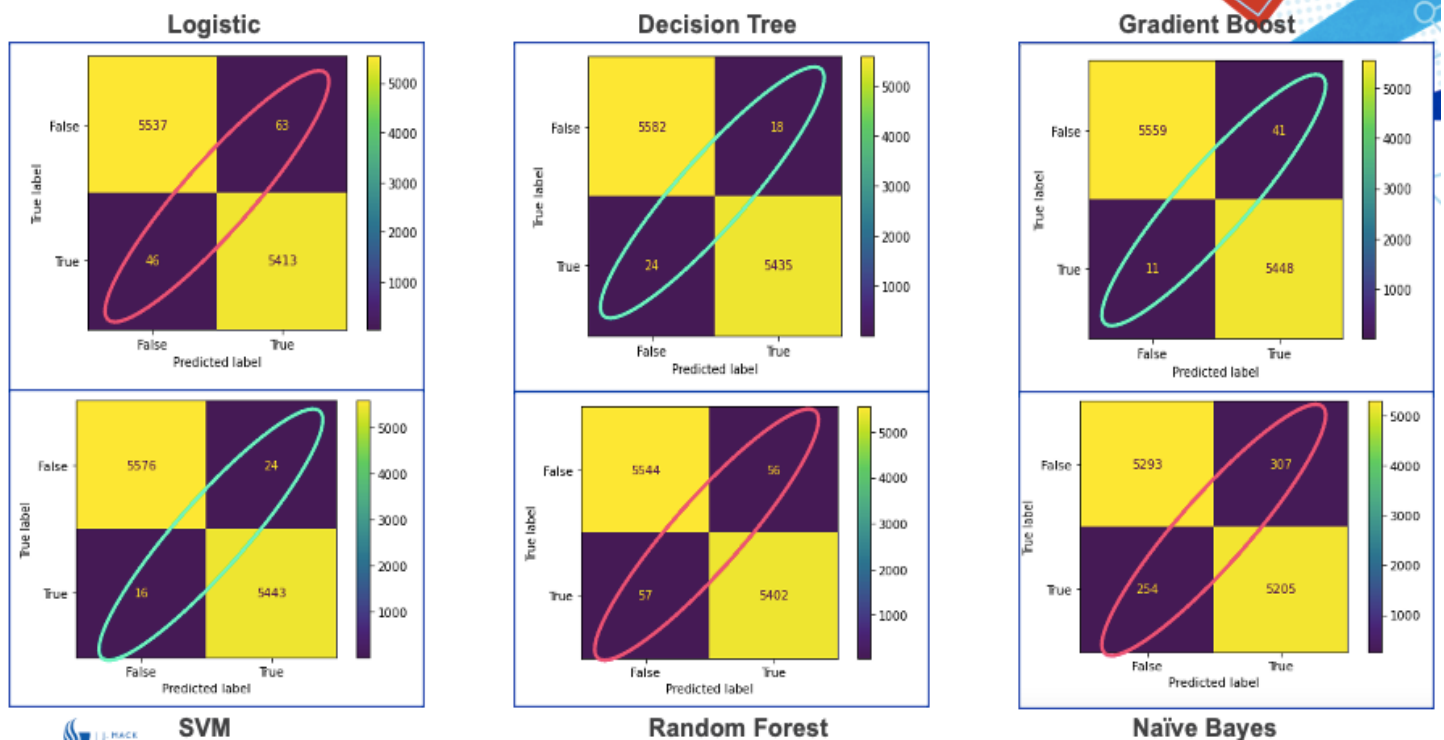 Logistic
Decision Tree
Gradient Boost
5000
4000
3000
2000
1000
False
5537
63
True
46
5413
False
True
Predicted label
True label
5000
4000
3000
2000
1000
False
5582
18
True
24
5435
False
True
Predicted label
True label
5000
4000
3000
2000
1000
False
5559
41
True
11
5448
False
True
Predicted label
True label
5000
4000
3000
2000
1000
False
5576
24
True
16
5443
False
True
Predicted label
True label
5000
4000
3000
2000
1000
False
5544
56
True
57
5402
False
True
Predicted label
True label
5000
4000
3000
2000
1000
False
5293
307
True
254
5205
False
True
Predicted label
True label
J. MACK
SVM
Random Forest
Naïve Bayes